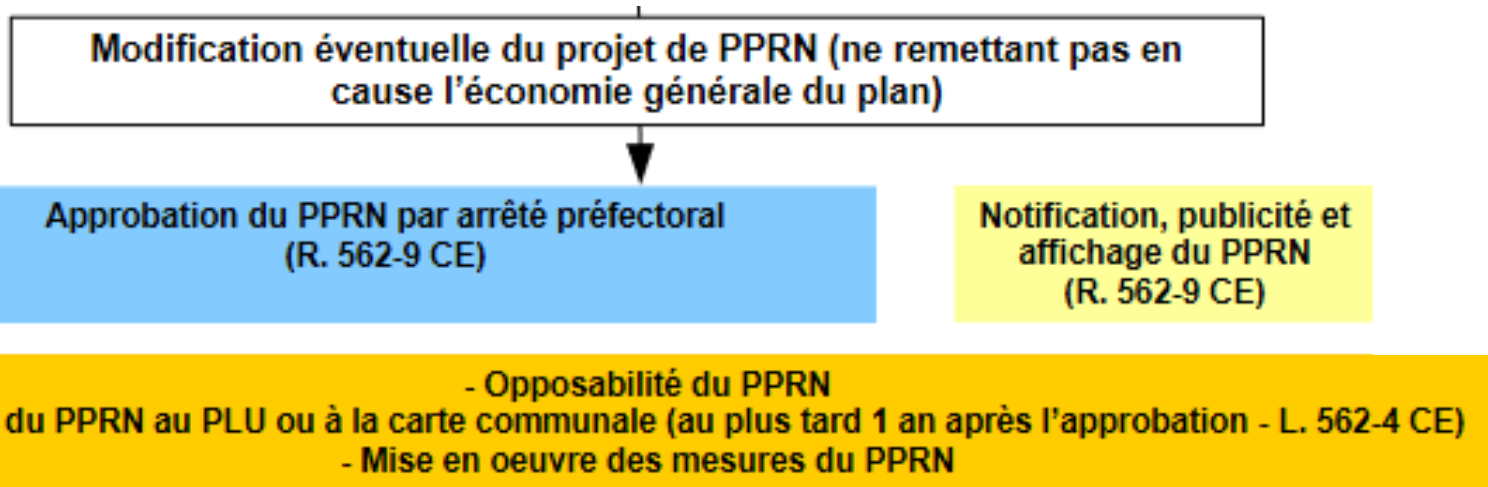 Modification éventuelle du projet de PPRN (ne remettant pas en
cause l'économie générale du plan)
Approbation du PPRN par arrêté préfectoral
(R. 562-9 CE)
Notification, publicité et
affichage du PPRN
(R. 562-9 CE)
- Opposabilité du PPRN
du PPRN au PLU ou à la carte communale (au plus tard 1 an après l'approbation - L. 562-4 CE)
- Mise en oeuvre des mesures du PPRN